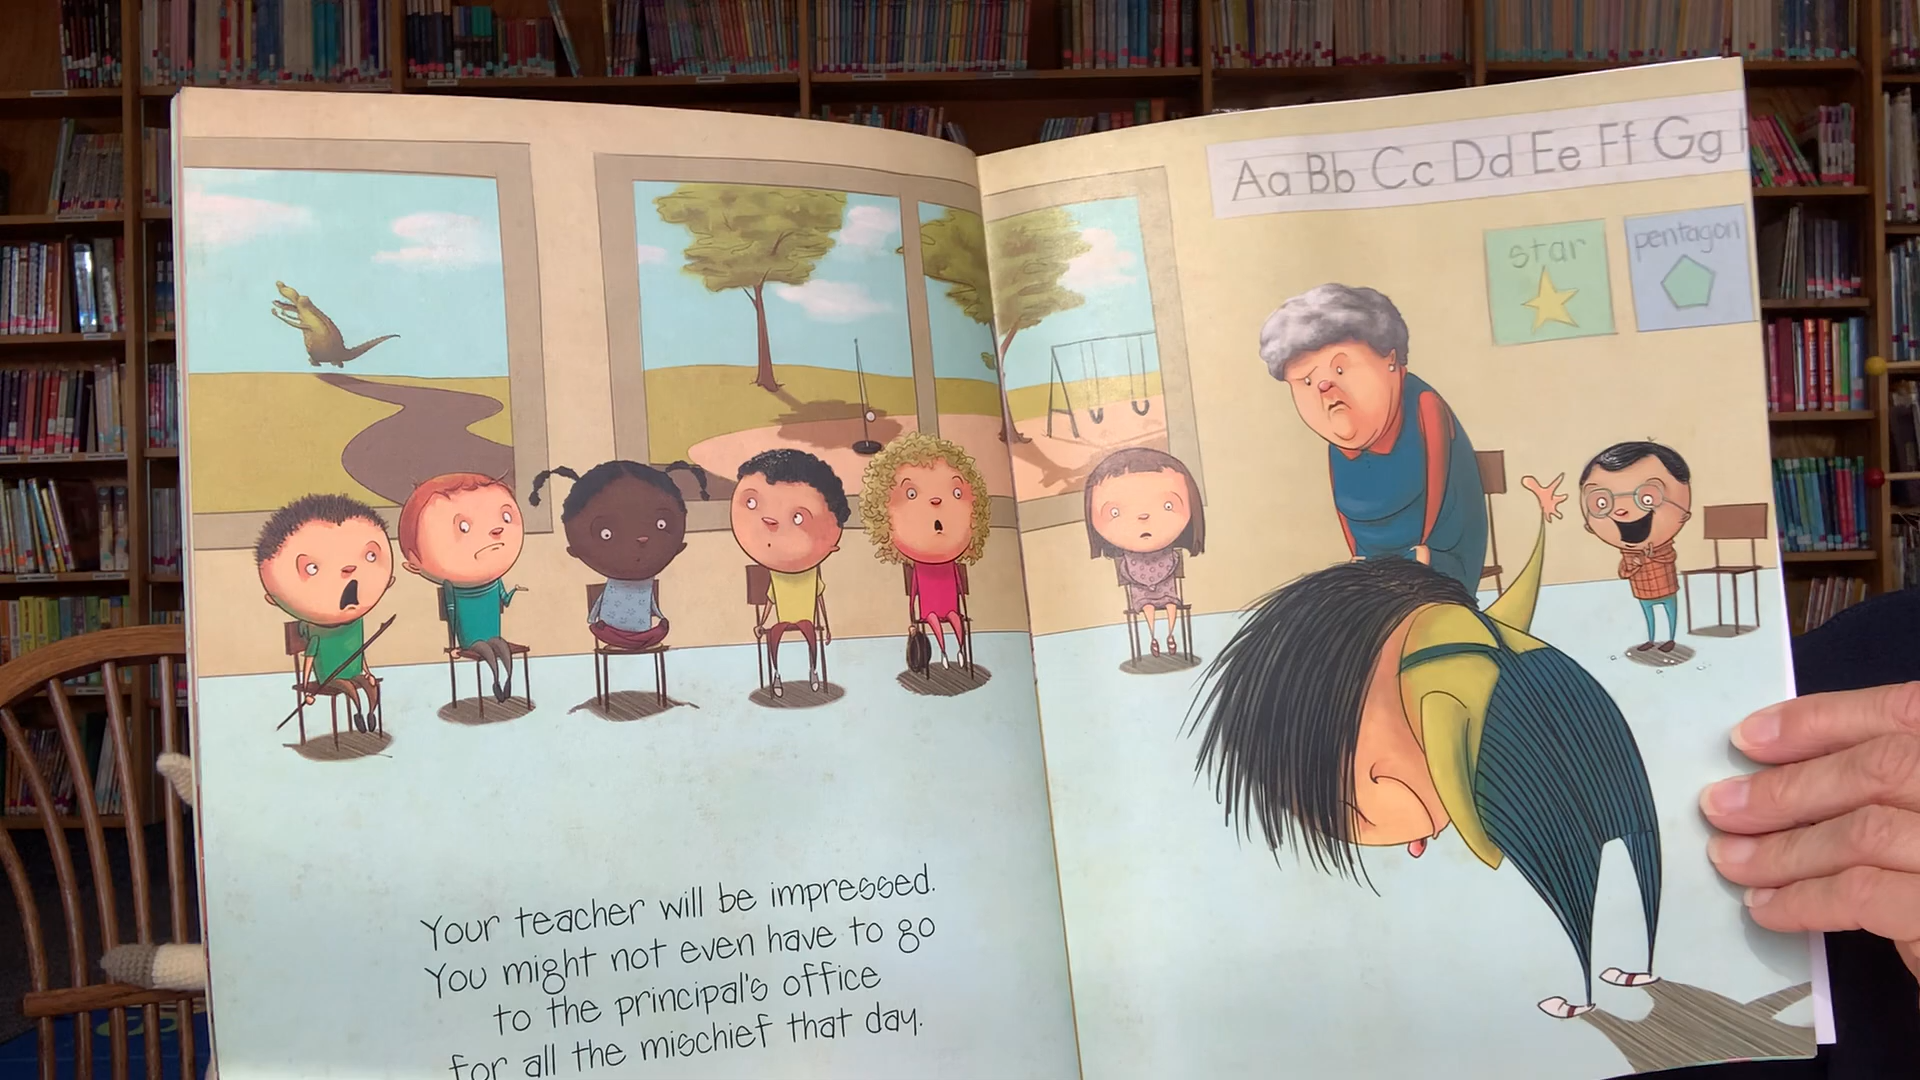 Aa Bb Cc Dd Ee Ff Gg
star
pentagon
Your teacher will be impressed.
You might not even have to go
to the principal's office
for all the mischief that day.